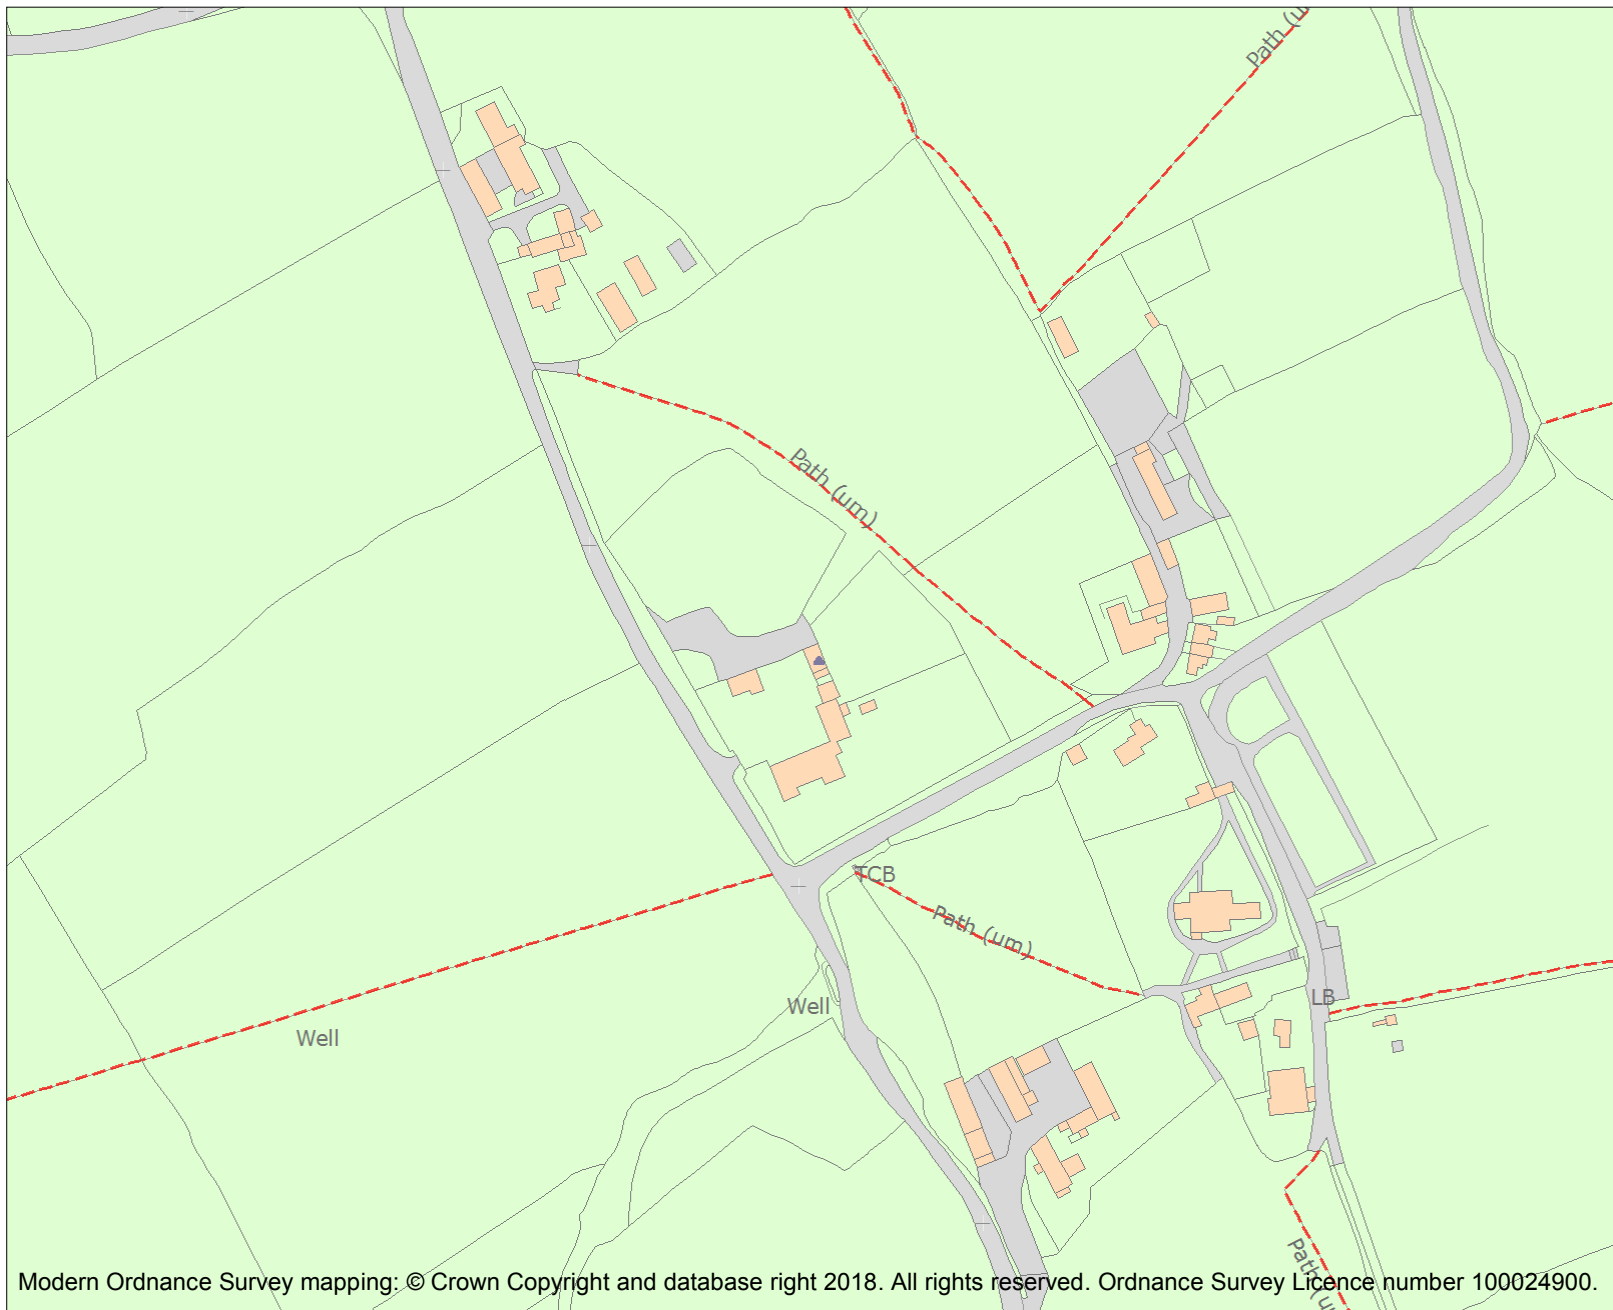 Path (u
Path (um)
TCB
Path (um)
LB
Well
Well
Path (u
Modern Ordnance Survey mapping: © Crown Copyright and database right 2018. All rights reserved. Ordnance Survey Licence number 100024900.